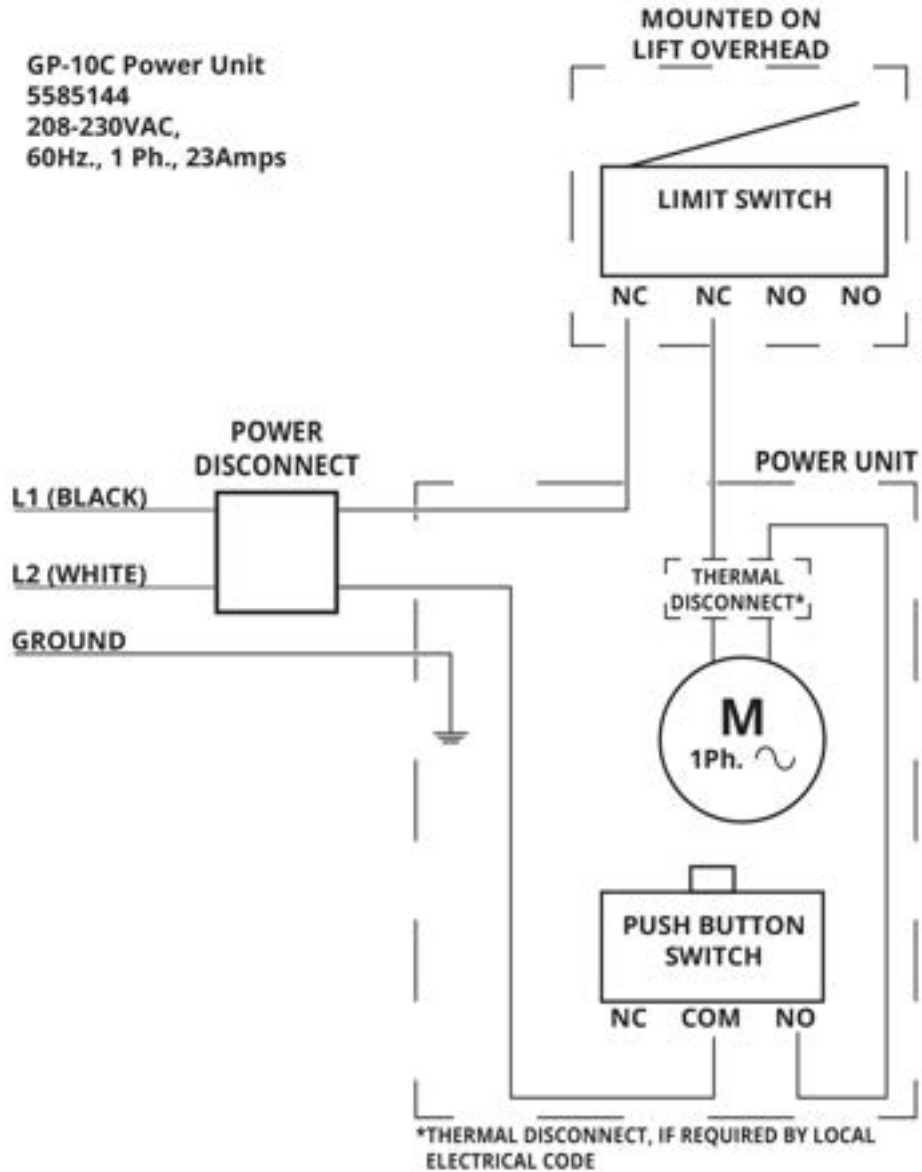 MOUNTED ON
LIFT OVERHEAD
GP-10C Power Unit
5585144
208-230VAC,
60Hz., 1 Ph., 23Amps
LIMIT SWITCH
NC NC NO NO
POWER
DISCONNECT
POWER UNIT
L1 (BLACK)
L2 (WHITE)
GROUND
THERMAL
DISCONNECT*
M
1Ph.
PUSH BUTTON
SWITCH
NC COM NO
*THERMAL DISCONNECT, IF REQUIRED BY LOCAL
ELECTRICAL CODE